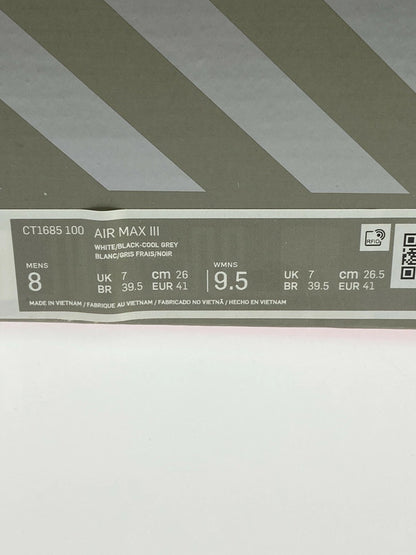 CT1685 100 AIR MAX III
RFID
WHITE/BLACK-COOL GREY
BLANC/GRIS FRAIS/NOIR
MENS 8 UK 7 cm 26 BR 39.5 EUR 41
WMNS 9.5 UK 7 cm 26.5 BR 39.5 EUR 41
MADE IN VIETNAM / FABRIQUE AU VIETNAM / FABRICADO NO VIETNÃ / HECHO EN VIETNAM